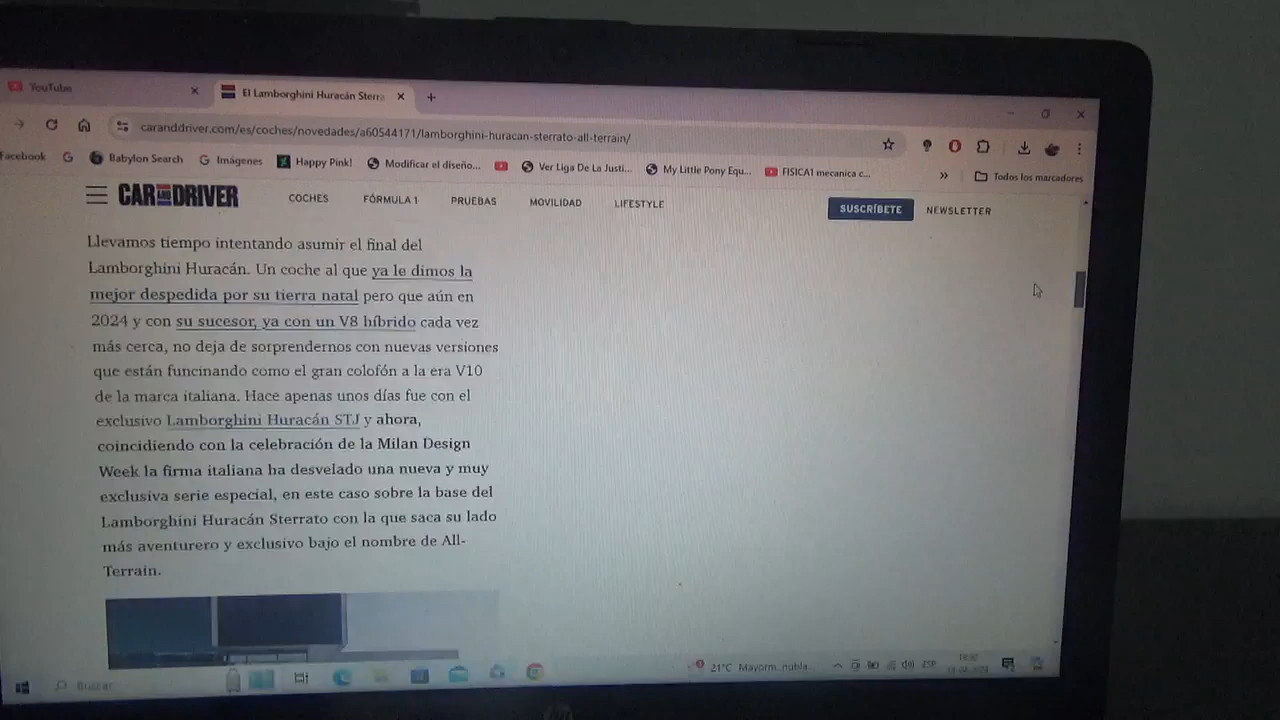 YouTube
El Lamborghini Huracán Sterra
caranddriver.com/es/coches/novedades/a60544171/lamborghini-huracan-sterrato-all-terrain/
Facebook
Babylon Search
Imágenes
Happy Pink!
Modificar el diseño...
Ver Liga De La Justi...
My Little Pony Equ...
FISICA1 mecanica c...
Todos los marcadores
CAR AND DRIVER
COCHES
FÓRMULA 1
PRUEBAS
MOVILIDAD
LIFESTYLE
SUSCRÍBETE
NEWSLETTER
Llevamos tiempo intentando asumir el final del
Lamborghini Huracán. Un coche al que ya le dimos la
mejor despedida por su tierra natal pero que aún en
2024 y con su sucesor, ya con un V8 híbrido cada vez
más cerca, no deja de sorprendernos con nuevas versiones
que están funcinando como el gran colofón a la era V10
de la marca italiana. Hace apenas unos días fue con el
exclusivo Lamborghini Huracán STJ y ahora,
coincidiendo con la celebración de la Milan Design
Week la firma italiana ha desvelado una nueva y muy
exclusiva serie especial, en este caso sobre la base del
Lamborghini Huracán Sterrato con la que saca su lado
más aventurero y exclusivo bajo el nombre de All-
Terrain.
Buscar
21°C Mayorm. nubla...
ESP